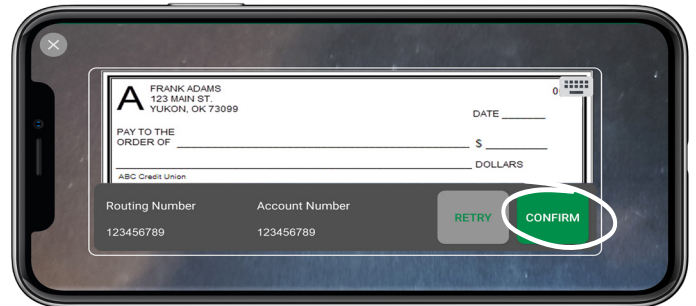 A
FRANK ADAMS
123 MAIN ST.
YUKON, OK 73099
0
DATE
PAY TO THE
ORDER OF
$
DOLLARS
ABC Credit Union
Routing Number Account Number
123456789 123456789
RETRY CONFIRM